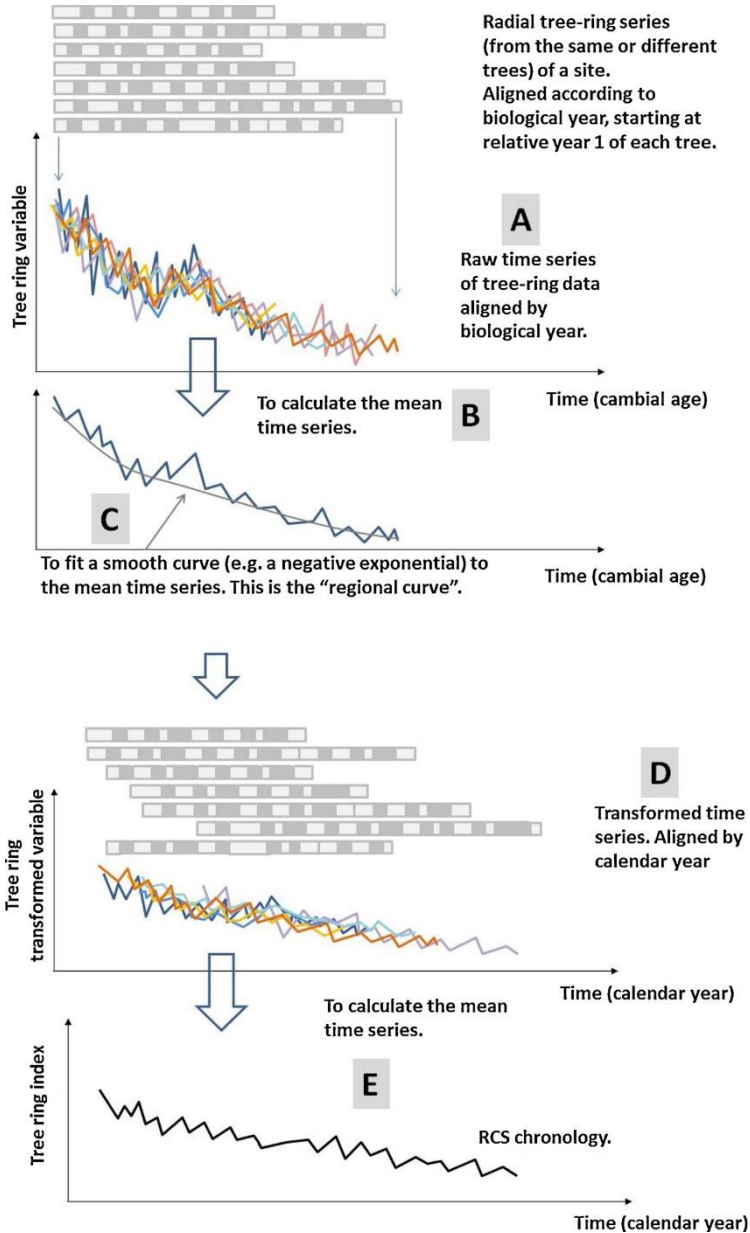 Radial tree-ring series
(from the same or different
trees) of a site.
Aligned according to
biological year, starting at
relative year 1 of each tree.
Tree ring variable
A
Raw time series
of tree-ring data
aligned by
biological year.
Time (cambial age)
To calculate the mean
time series.
B
C
To fit a smooth curve (e.g. a negative exponential) to
the mean time series. This is the “regional curve”.
Time (cambial age)
D
Transformed time
series. Aligned by
calendar year
Tree ring
transformed variable
Time (calendar year)
To calculate the mean
time series.
E
Tree ring index
RCS chronology.
Time (calendar year)